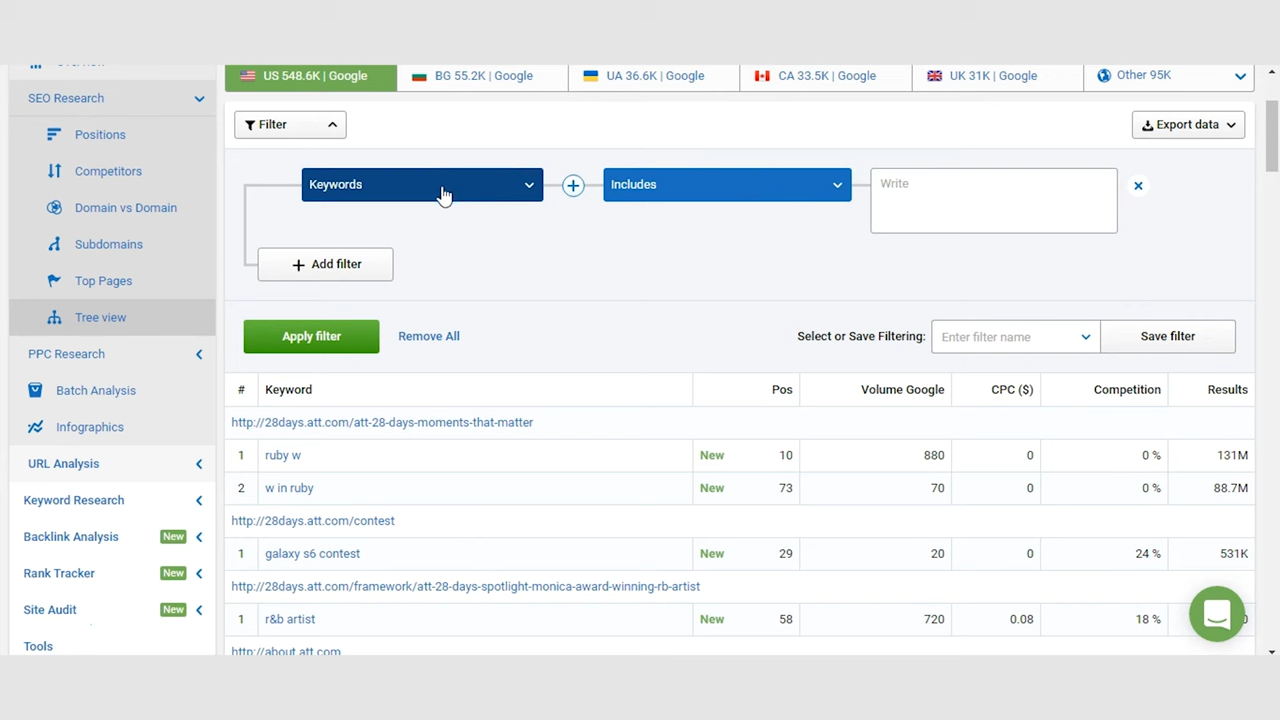 US 548.6K | Google
BG 55.2K | Google
UA 36.6K | Google
CA 33.5K | Google
UK 31K | Google
Other 95K
SEO Research
Positions
Competitors
Domain vs Domain
Subdomains
Top Pages
Tree view
PPC Research
Batch Analysis
Infographics
URL Analysis
Keyword Research
Backlink Analysis New
Rank Tracker New
Site Audit New
Tools
Filter
Export data
Keywords
Includes
Write
Add filter
Apply filter
Remove All
Select or Save Filtering:
Enter filter name
Save filter
# Keyword Pos Volume Google CPC ($) Competition Results
http://28days.att.com/att-28-days-moments-that-matter
1 ruby w New 10 880 0 0 % 131M
2 w in ruby New 73 70 0 0 % 88.7M
http://28days.att.com/contest
1 galaxy s6 contest New 29 20 0 24 % 531K
http://28days.att.com/framework/att-28-days-spotlight-monica-award-winning-rb-artist
1 r&b artist New 58 720 0.08 18 %
http://about.att.com